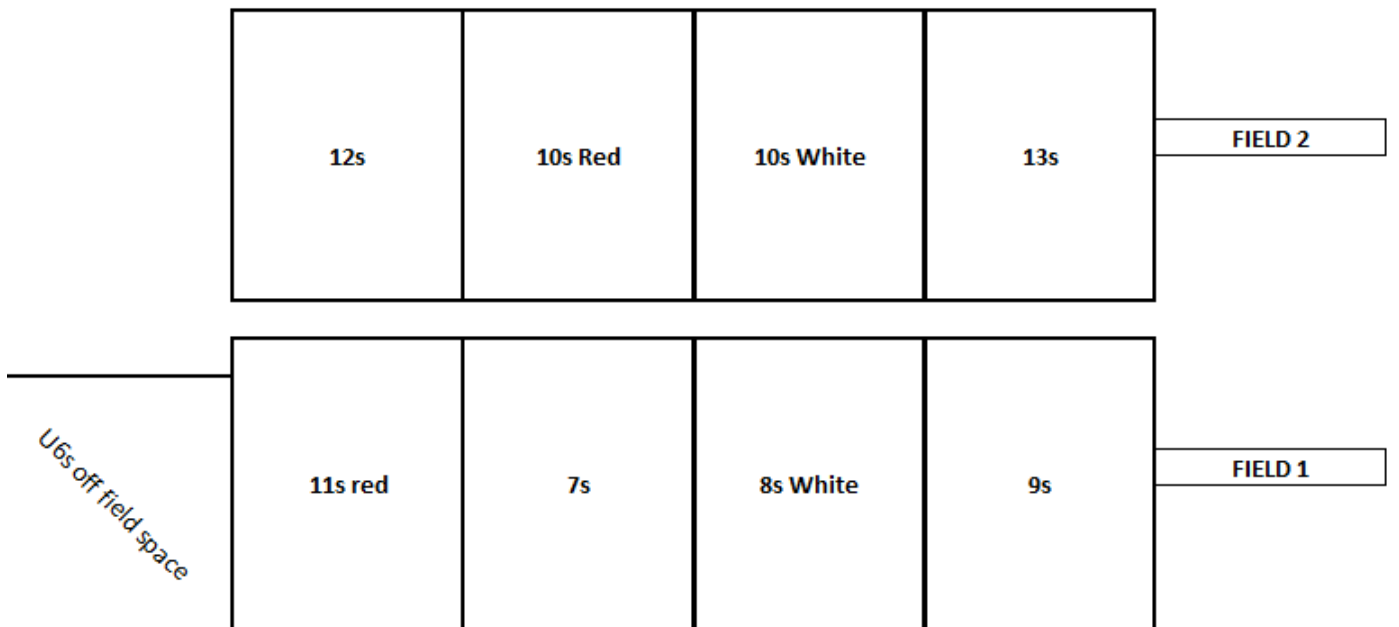 12s
10s Red
10s White
13s
FIELD 2
U6s off field space
11s red
7s
8s White
9s
FIELD 1